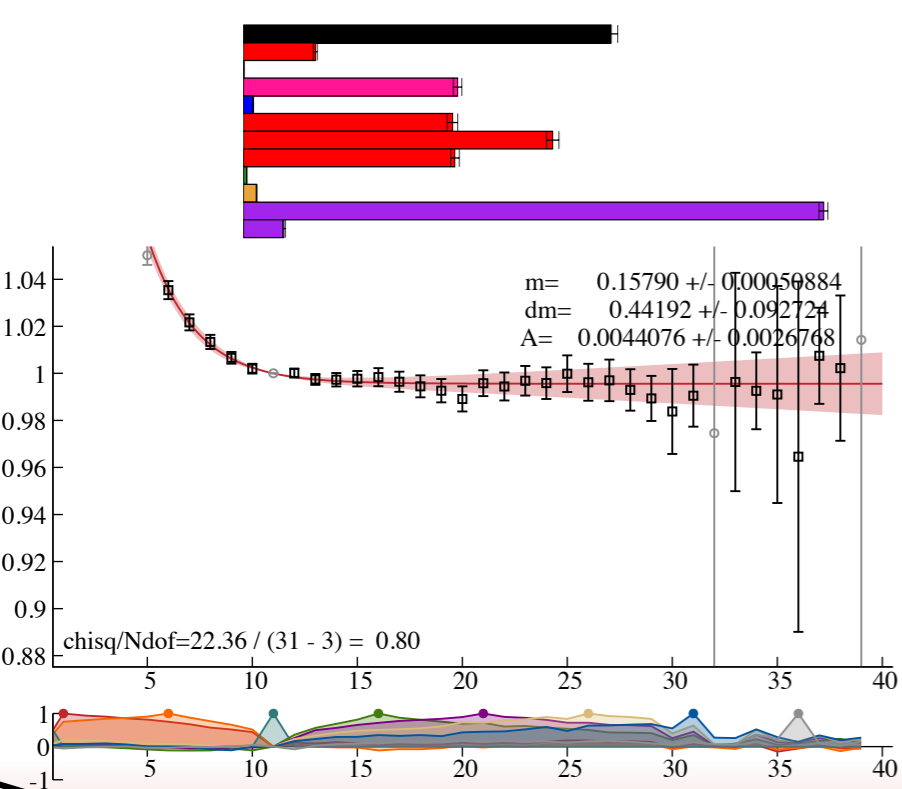 1.04
1.02
1
0.98
0.96
0.94
0.92
0.9
0.88
m= 0.15790 +/- 0.00050884
dm= 0.44192 +/- 0.092724
A= 0.0044076 +/- 0.0026768
chisq/Ndof=22.36 / (31 - 3) = 0.80
5 10 15 20 25 30 35 40
1
0
-1
5 10 15 20 25 30 35 40